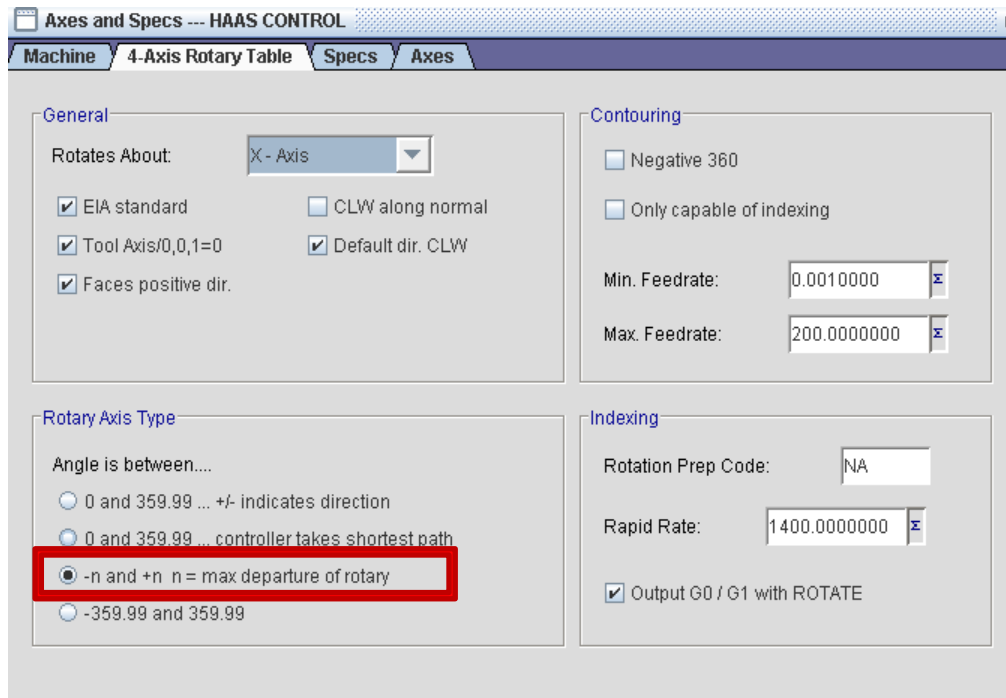 Axes and Specs --- HAAS CONTROL
Machine 4-Axis Rotary Table Specs Axes
General
Rotates About: X - Axis
EIA standard CLW along normal
Tool Axis/0,0,1=0 Default dir. CLW
Faces positive dir.
Contouring
Negative 360
Only capable of indexing
Min. Feedrate: 0.0010000 Σ
Max. Feedrate: 200.0000000 Σ
Rotary Axis Type
Angle is between....
0 and 359.99 ... +/- indicates direction
0 and 359.99 ... controller takes shortest path
-n and +n n = max departure of rotary
-359.99 and 359.99
Indexing
Rotation Prep Code: NA
Rapid Rate: 1400.0000000 Σ
Output G0 / G1 with ROTATE